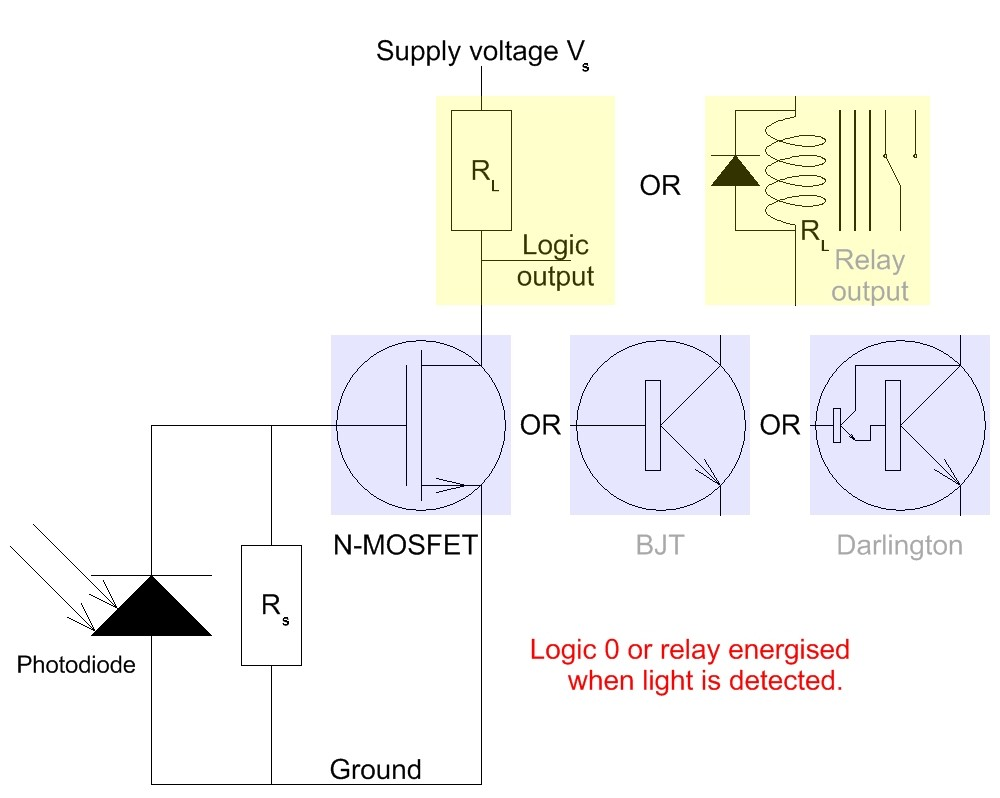 Supply voltage Vs
RL
Logic
output
OR
RL
Relay
output
OR
OR
N-MOSFET
BJT
Darlington
Rs
Photodiode
Logic 0 or relay energised
when light is detected.
Ground